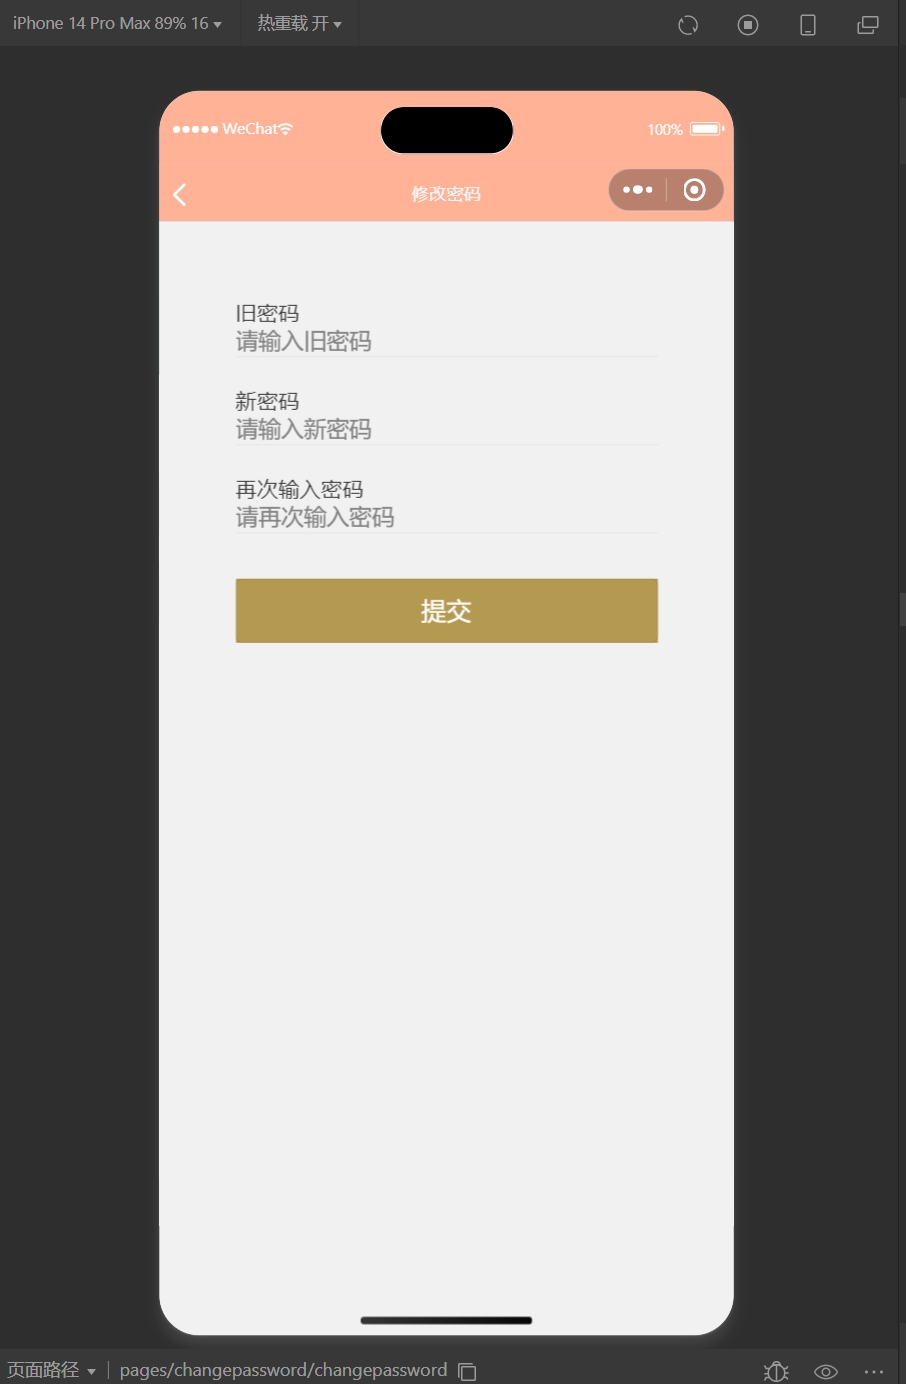 iPhone 14 Pro Max 89% 16 热重载 开
WeChat 100%
修改密码
旧密码
请输入旧密码
新密码
请输入新密码
再次输入密码
请再次输入密码
提交
页面路径 pages/changepassword/changepassword